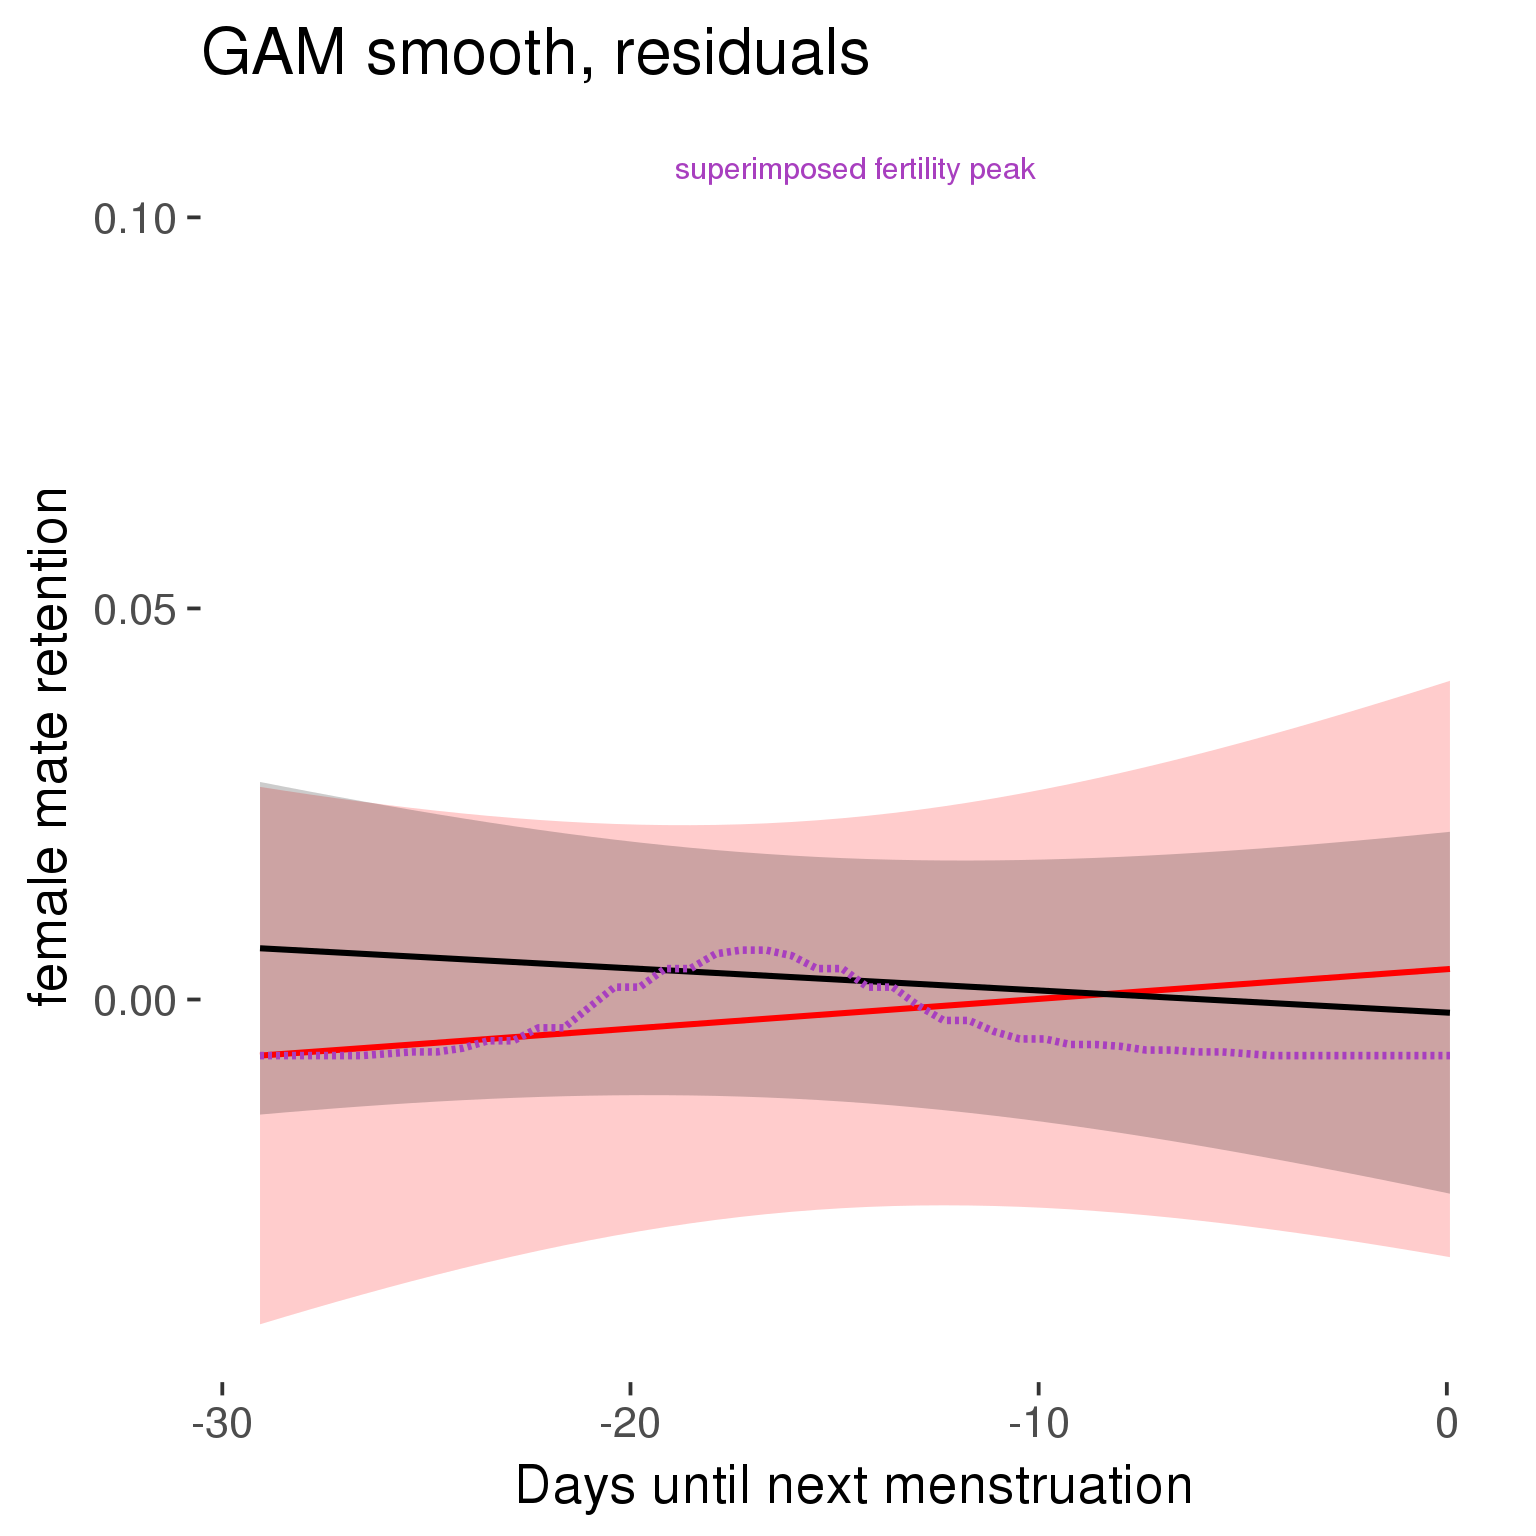 GAM smooth, residuals
superimposed fertility peak
0.10
0.05
0.00
female mate retention
-30 -20 -10 0
Days until next menstruation